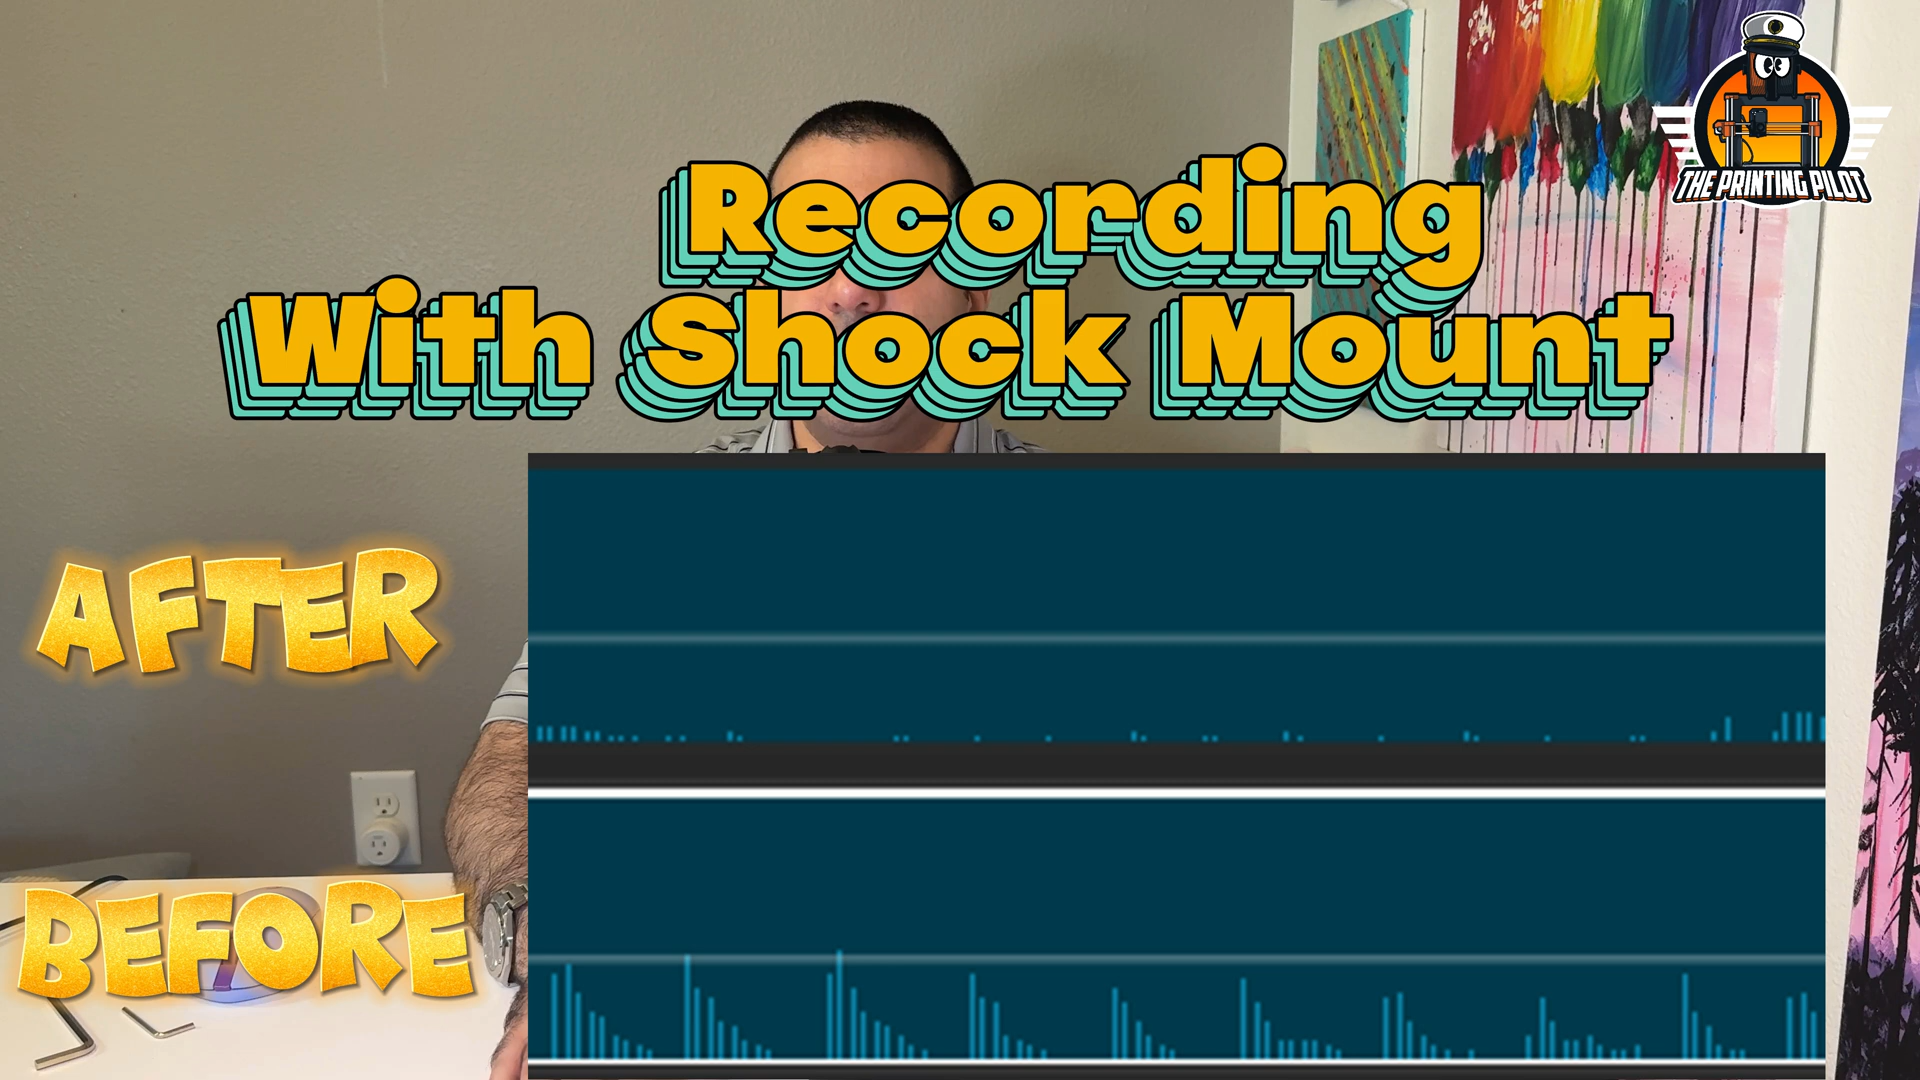 THE PRINTING PILOT
Recording
With Shock Mount
AFTER
BEFORE